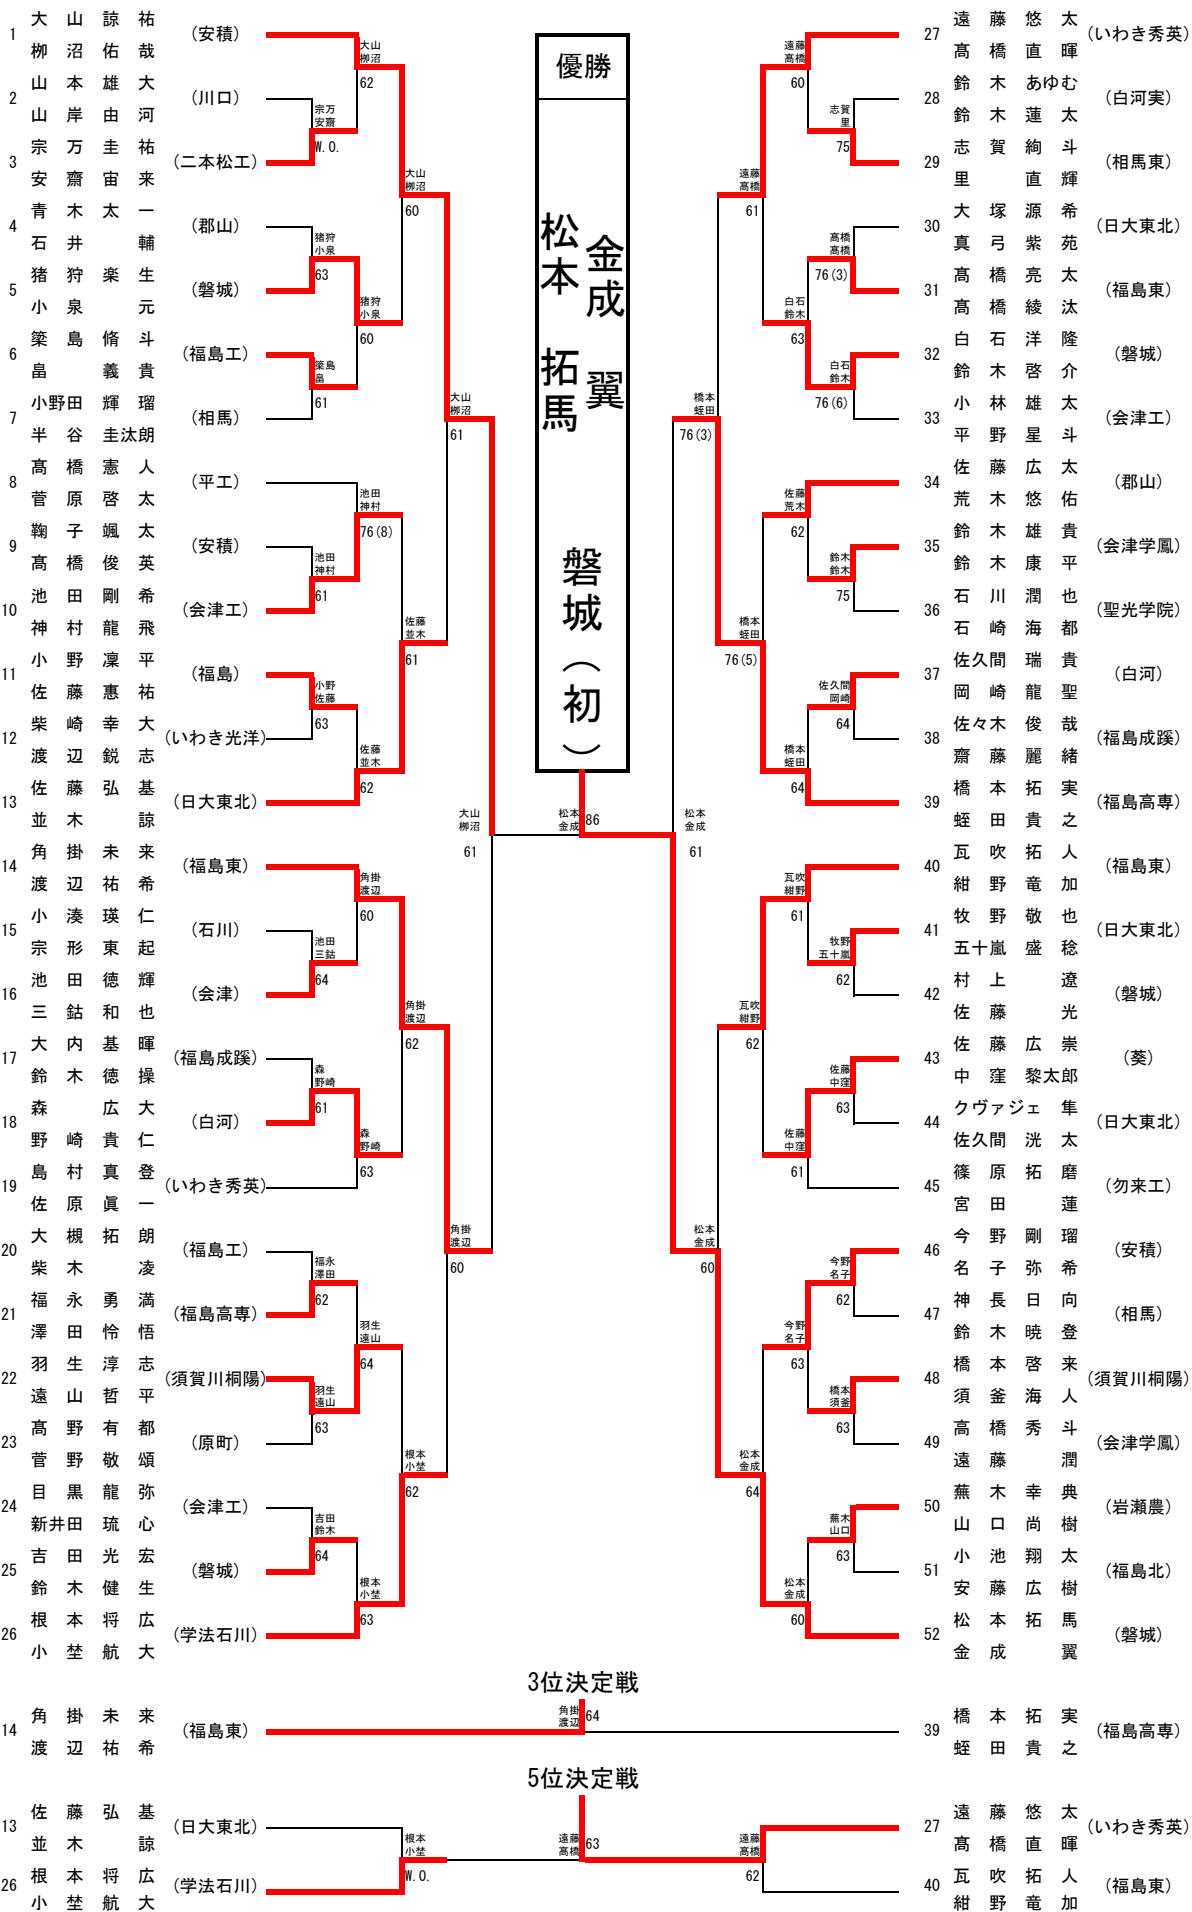 優勝
松本 拓馬
金成 翼
磐城（初）
1 大山諒祐 (安積)
柳沼佑哉
2 山本雄大 (川口)
山岸由河
3 宗万圭祐 (二本松工)
安齋宙来
4 青木太一 (郡山)
石井輔
5 猪狩楽生 (磐城)
小泉元
6 簗島脩斗 (福島工)
畠義貴
7 小野田輝瑠 (相馬)
半谷圭汰朗
8 髙橋憲人 (平工)
菅原啓太
9 鞠子颯太 (安積)
髙橋俊英
10 池田剛希 (会津工)
神村龍飛
11 小野凜平 (福島)
佐藤惠祐
12 柴崎幸大 (いわき光洋)
渡辺鋭志
13 佐藤弘基 (日大東北)
並木諒
14 角掛未来 (福島東)
渡辺祐希
15 小湊瑛仁 (石川)
宗形東起
16 池田徳輝 (会津)
三鈷和也
17 大内基暉 (福島成蹊)
鈴木徳操
18 森広大 (白河)
野崎貴仁
19 島村真登 (いわき秀英)
佐原眞一
20 大槻拓朗 (福島工)
柴木凌
21 福永勇満 (福島高専)
澤田怜悟
22 羽生淳志 (須賀川桐陽)
遠山哲平
23 髙野有都 (原町)
菅野敬頌
24 目黒龍弥 (会津工)
新井田琉心
25 吉田光宏 (磐城)
鈴木健生
26 根本将広 (学法石川)
小埜航大
大山
柳沼
62
宗万
安齋
W.O.
大山
柳沼
60
猪狩
小泉
63
猪狩
小泉
60
簗島
畠
61
大山
柳沼
61
池田
神村
76(8)
池田
神村
61
佐藤
並木
61
小野
佐藤
63
佐藤
並木
62
大山
柳沼
61
角掛
渡辺
60
池田
三鈷
64
角掛
渡辺
62
森
野崎
61
森
野崎
63
角掛
渡辺
60
福永
澤田
62
羽生
遠山
64
羽生
遠山
63
根本
小埜
62
吉田
鈴木
64
根本
小埜
63
松本
金成
86
27 遠藤悠太 (いわき秀英)
髙橋直暉
28 鈴木あゆむ (白河実)
鈴木蓮太
29 志賀絢斗 (相馬東)
里直輝
30 大塚源希 (日大東北)
真弓紫苑
31 髙橋亮太 (福島東)
髙橋綾汰
32 白石洋隆 (磐城)
鈴木啓介
33 小林雄太 (会津工)
平野星斗
34 佐藤広太 (郡山)
荒木悠佑
35 鈴木雄貴 (会津学鳳)
鈴木康平
36 石川潤也 (聖光学院)
石崎海都
37 佐久間瑞貴 (白河)
岡崎龍聖
38 佐々木俊哉 (福島成蹊)
齋藤麗緒
39 橋本拓実 (福島高専)
蛭田貴之
40 瓦吹拓人 (福島東)
紺野竜加
41 牧野敬也 (日大東北)
五十嵐盛稔
42 村上遼 (磐城)
佐藤光
43 佐藤広崇 (葵)
中窪黎太郎
44 クヴァジェ隼 (日大東北)
佐久間洸太
45 篠原拓磨 (勿来工)
宮田蓮
46 今野剛瑠 (安積)
名子弥希
47 神長日向 (相馬)
鈴木暁登
48 橋本啓来 (須賀川桐陽)
須釜海人
49 高橋秀斗 (会津学鳳)
遠藤潤
50 蕪木幸典 (岩瀬農)
山口尚樹
51 小池翔太 (福島北)
安藤広樹
52 松本拓馬 (磐城)
金成翼
遠藤
髙橋
60
志賀
里
75
遠藤
髙橋
61
髙橋
髙橋
76(3)
白石
鈴木
63
白石
鈴木
76(6)
橋本
蛭田
76(3)
佐藤
荒木
62
鈴木
鈴木
75
橋本
蛭田
76(5)
佐久間
岡崎
64
橋本
蛭田
64
松本
金成
61
瓦吹
紺野
61
牧野
五十嵐
62
瓦吹
紺野
62
佐藤
中窪
63
佐藤
中窪
61
松本
金成
60
今野
名子
62
今野
名子
63
橋本
須釜
63
松本
金成
64
蕪木
山口
63
松本
金成
60
3位決定戦
14 角掛未来 (福島東)
渡辺祐希
角掛
渡辺
64
39 橋本拓実 (福島高専)
蛭田貴之
5位決定戦
13 佐藤弘基 (日大東北)
並木諒
26 根本将広 (学法石川)
小埜航大
根本
小埜
W.O.
遠藤
髙橋
63
遠藤
髙橋
62
27 遠藤悠太 (いわき秀英)
髙橋直暉
40 瓦吹拓人 (福島東)
紺野竜加